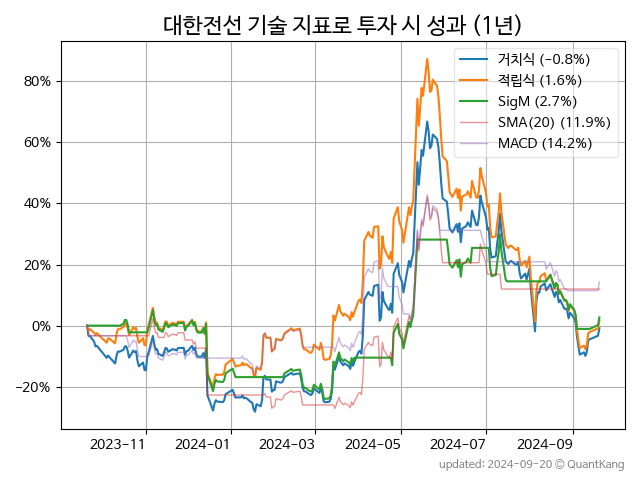 대한전선 기술 지표로 투자 시 성과 (1년)
거치식 (-0.8%)
적립식 (1.6%)
SigM (2.7%)
SMA(20) (11.9%)
MACD (14.2%)
80%
60%
40%
20%
0%
-20%
2023-11
2024-01
2024-03
2024-05
2024-07
2024-09
updated: 2024-09-20 © QuantKang